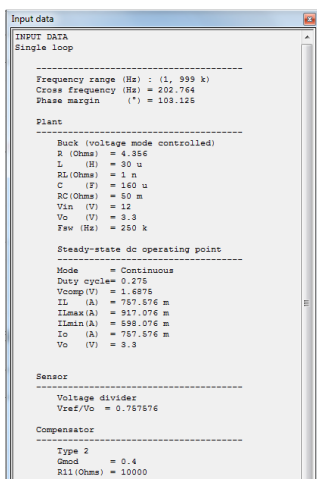 Input data
INPUT DATA
Single loop
----------------------------------------
Frequency range (Hz) : (1, 999 k)
Cross frequency (Hz) = 202.764
Phase margin (°) = 103.125
Plant
----------------------------------------
Buck (voltage mode controlled)
R (Ohms) = 4.356
L (H) = 30 u
RL(Ohms) = 1 n
C (F) = 160 u
RC(Ohms) = 50 m
Vin (V) = 12
Vo (V) = 3.3
Fsw (Hz) = 250 k
Steady-state dc operating point
------------------------------------
Mode = Continuous
Duty cycle= 0.275
Vcomp(V) = 1.6875
IL (A) = 757.576 m
ILmax(A) = 917.076 m
ILmin(A) = 598.076 m
Io (A) = 757.576 m
Vo (V) = 3.3
Sensor
----------------------------------------
Voltage divider
Vref/Vo = 0.757576
Compensator
----------------------------------------
Type 2
Gmod = 0.4
R11(Ohms) = 10000